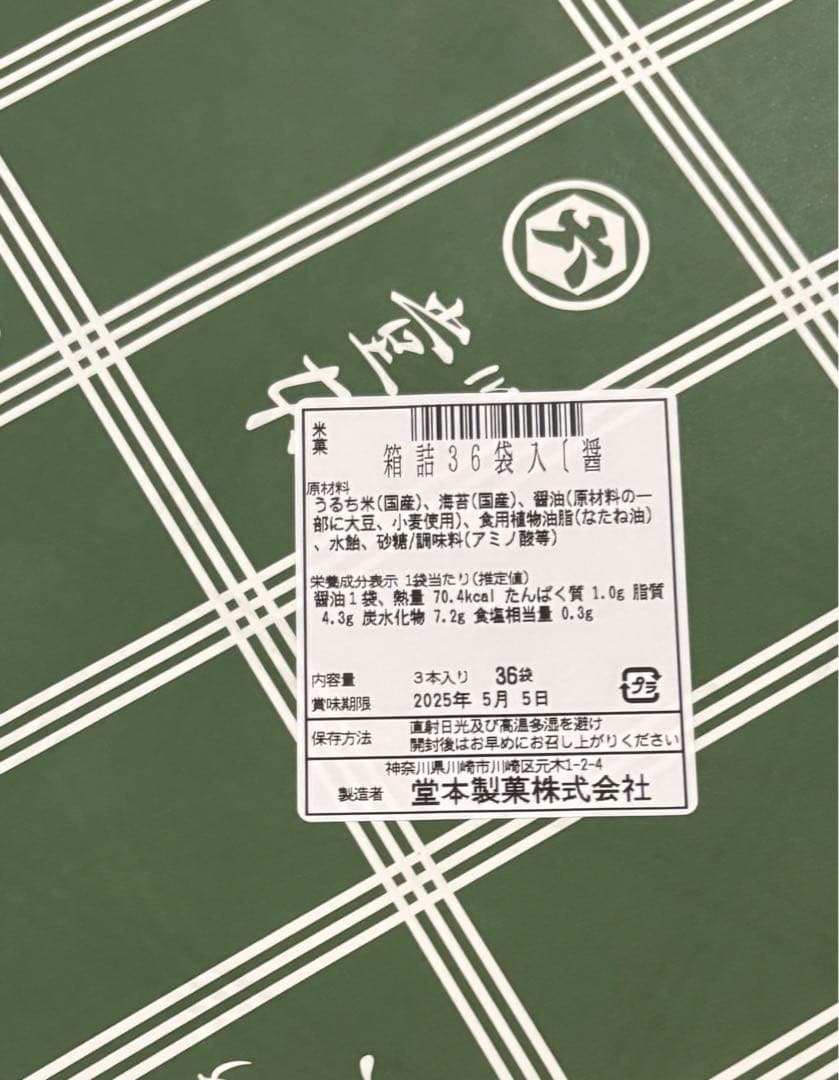 堂本
米菓
箱詰36袋入〔醤
原材料
うるち米(国産)、海苔(国産)、醤油(原材料の一
部に大豆、小麦使用)、食用植物油脂(なたね油)
、水飴、砂糖/調味料(アミノ酸等)
栄養成分表示 1袋当たり(推定値)
醤油1袋、熱量 70.4kcal たんぱく質 1.0g 脂質
4.3g 炭水化物 7.2g 食塩相当量 0.3g
内容量 3本入り 36袋
賞味期限 2025年 5月 5日
プラ
保存方法
直射日光及び高温多湿を避け
開封後はお早めにお召し上がりください
神奈川県川崎市川崎区元木1-2-4
製造者 堂本製菓株式会社